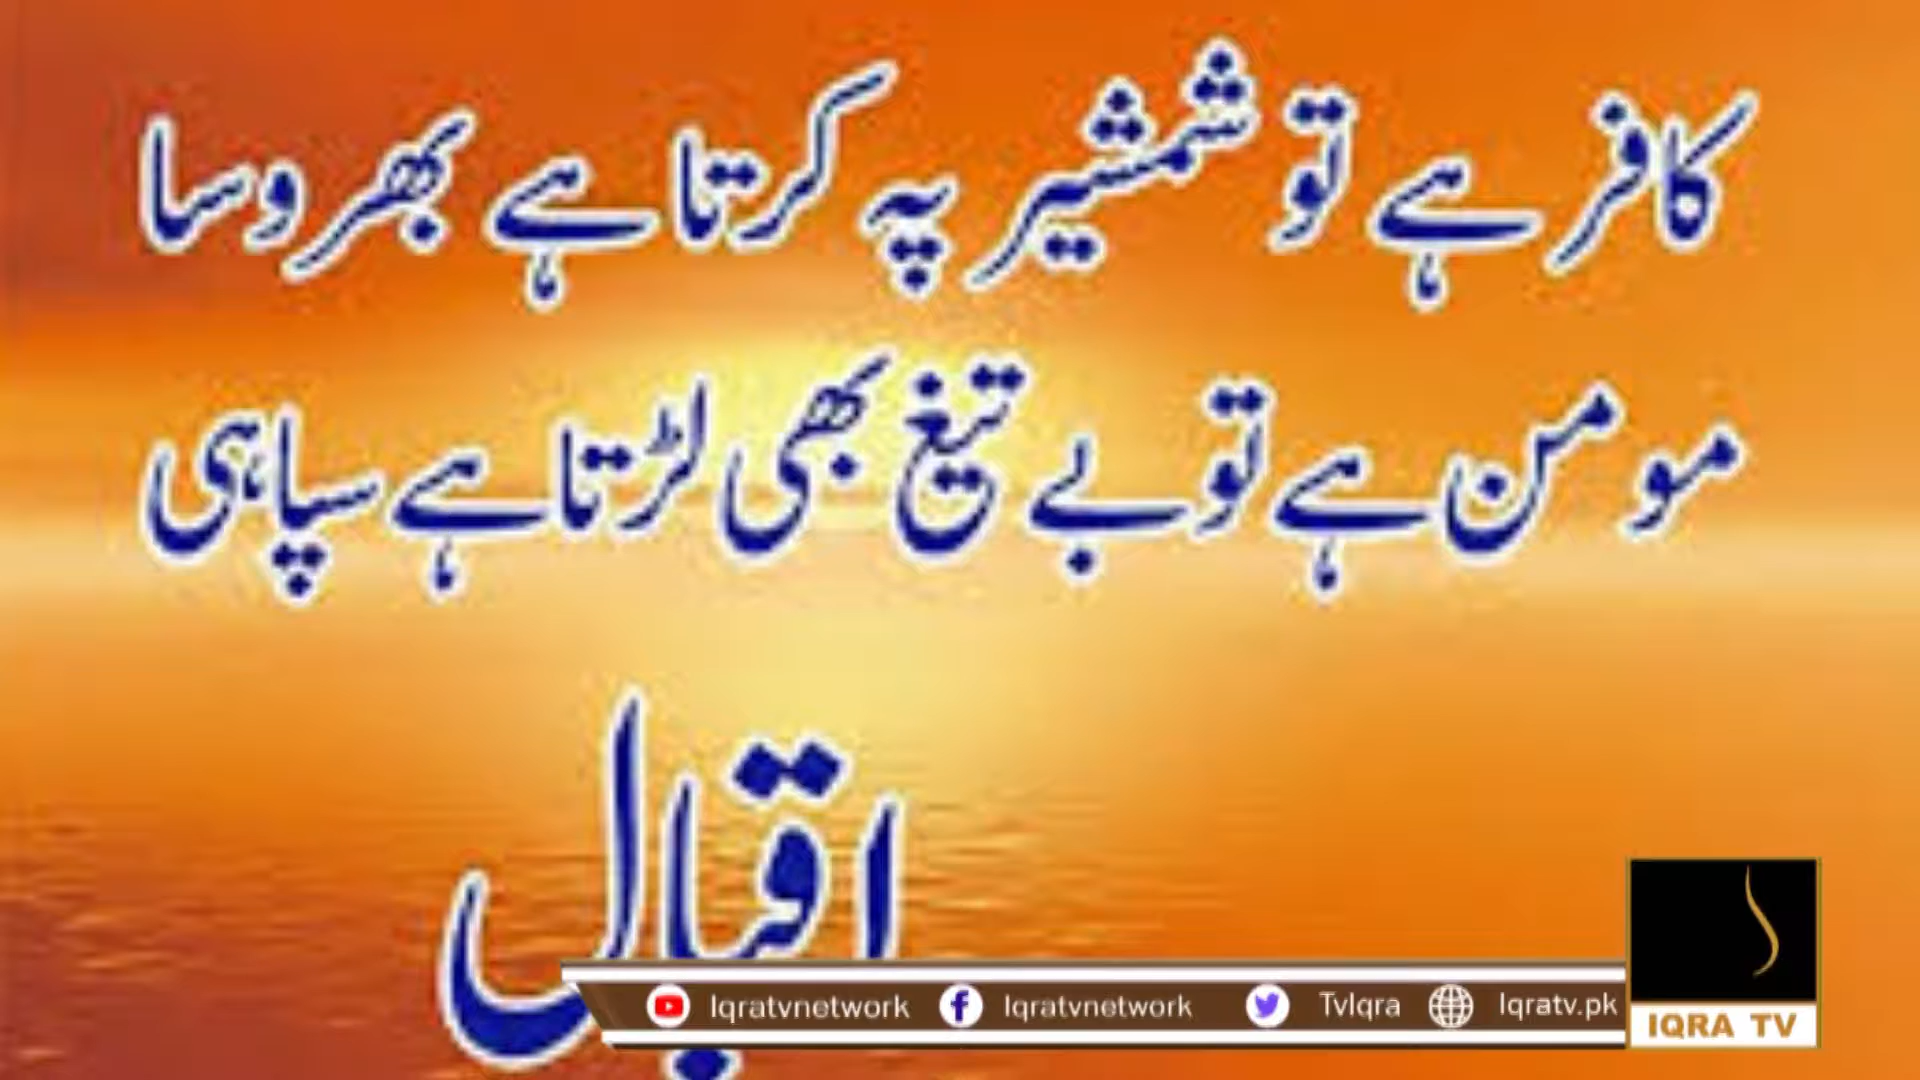 کافر ہے تو شمشیر پہ کرتا ہے بھروسا
مومن ہے تو بے تیغ بھی لڑتا ہے سپاہی
اقبال
Iqratvnetwork Iqratvnetwork TvIqra Iqratv.pk
IQRA TV